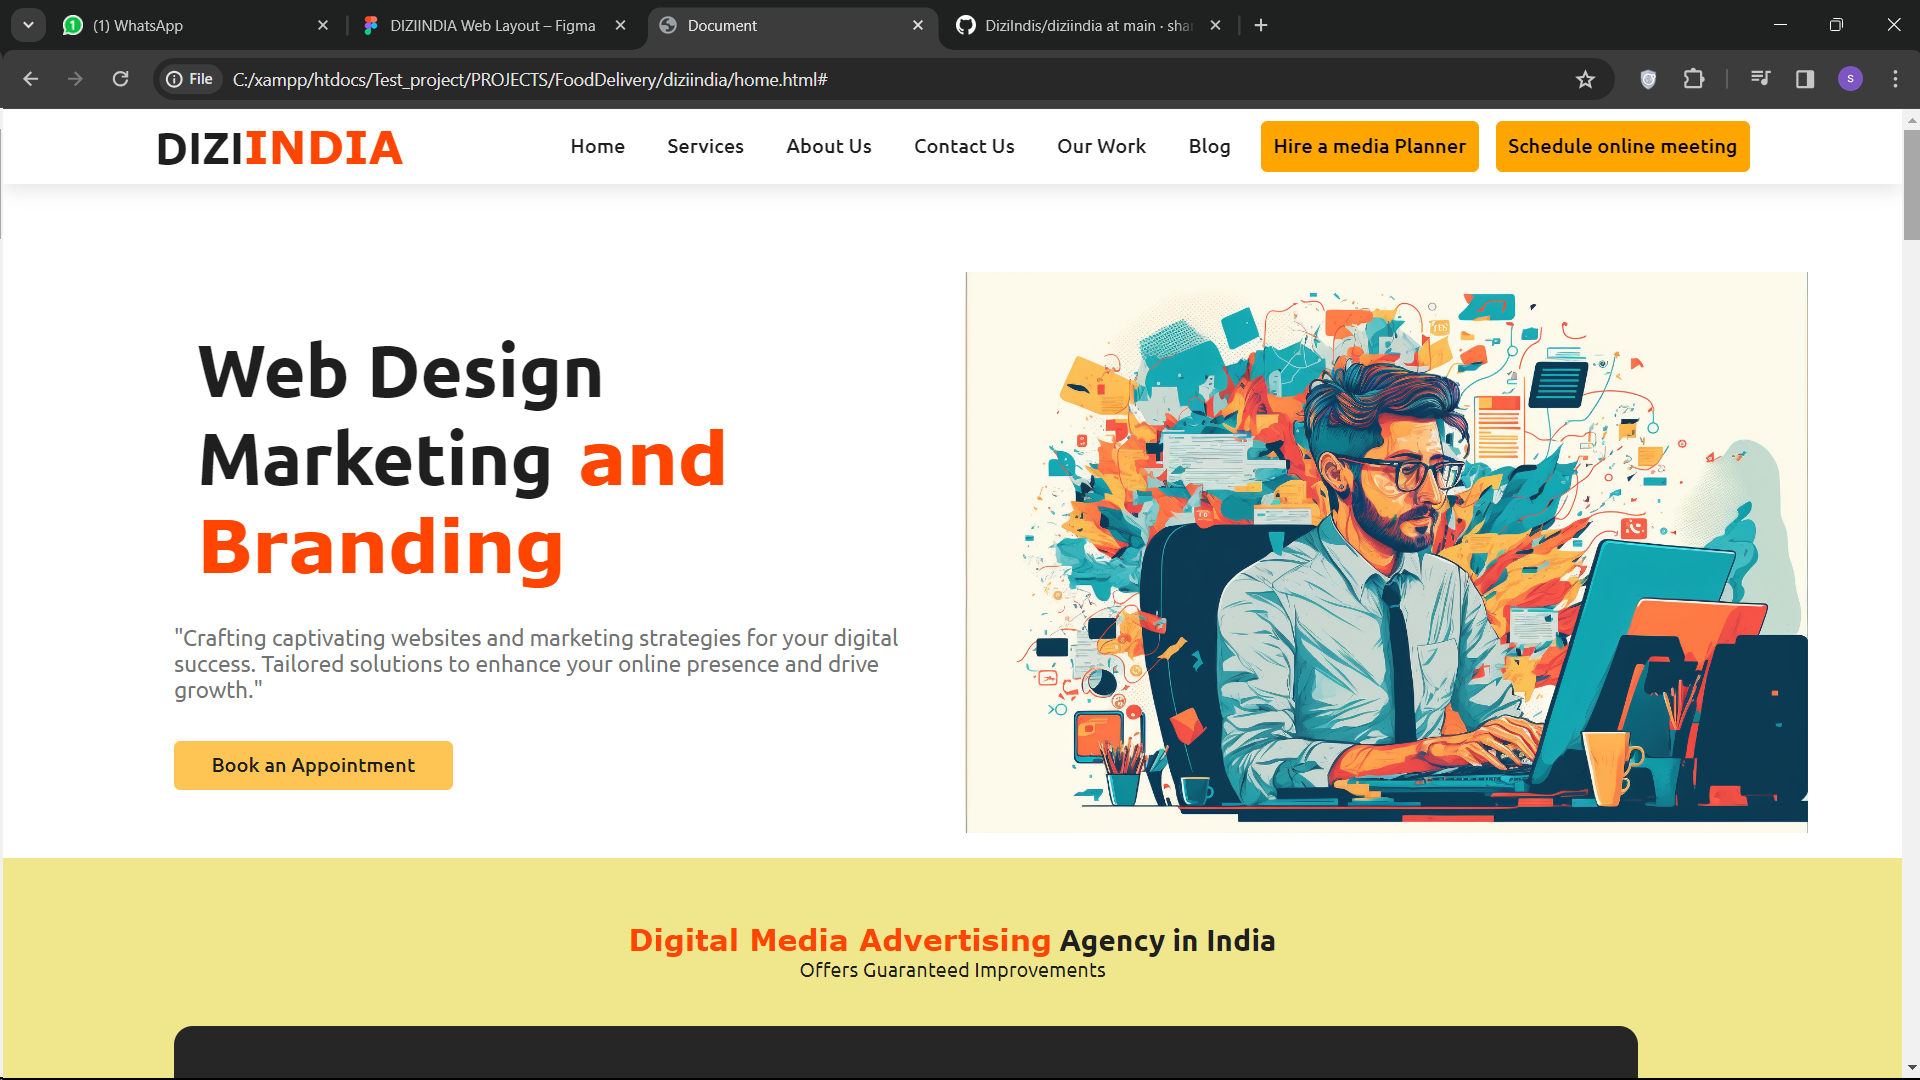 (1) WhatsApp
DIZIINDIA Web Layout – Figma
Document
DiziIndis/diziindia at main · sha
File
C:/xampp/htdocs/Test_project/PROJECTS/FoodDelivery/diziindia/home.html#
S
DIZIINDIA
Home
Services
About Us
Contact Us
Our Work
Blog
Hire a media Planner
Schedule online meeting
Web Design
Marketing and
Branding
"Crafting captivating websites and marketing strategies for your digital
success. Tailored solutions to enhance your online presence and drive
growth."
Book an Appointment
Digital Media Advertising Agency in India
Offers Guaranteed Improvements